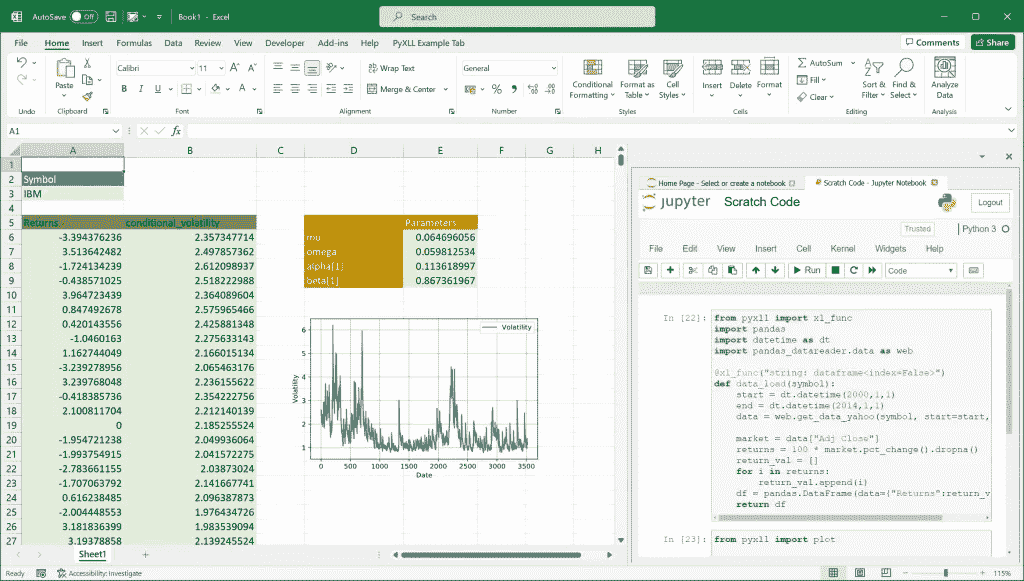 AutoSave Off Book1 - Excel Search
File Home Insert Formulas Data Review View Developer Add-ins Help PyXLL Example Tab Comments Share
Calibri 11 A A Wrap Text General AutoSum
Paste Conditional Format as Cell Insert Delete Format Fill Sort & Find & Analyze
B I U A Merge & Center % Formatting Table Styles Clear Filter Select Data
Undo Clipboard Font Alignment Number Styles Cells Editing Analysis
A1 fx
A B C D E F G H
1
2 Symbol
3 IBM
4
5 Returns conditional_volatility Parameters
6 -3.394376236 2.357347714 mu 0.064696056
7 3.513642482 2.497857362 omega 0.059812534
8 -1.724134239 2.612098937 alpha[1] 0.113618997
9 -0.438571025 2.518222988 beta[1] 0.867361967
10 3.964723439 2.364089604
11 0.847492678 2.575965466
12 0.420143556 2.425881348
13 -1.0460163 2.275633143
14 1.162744049 2.166015134
15 -3.239278956 2.065463176
16 3.239768048 2.236155622
17 -0.418385736 2.354222756
18 2.100811704 2.212140139
19 0 2.185255524
20 -1.954721238 2.049936064
21 -1.993754915 2.041572275
22 -2.783661155 2.03873024
23 -1.707063792 2.141667741
24 0.616238485 2.096387873
25 -2.004448553 1.976434726
26 3.181836399 1.983539094
27 3.19378858 2.139245524
Volatility
6
5
4
3
2
1
Volatility
0 500 1000 1500 2000 2500 3000 3500
Date
Home Page - Select or create a notebook Scratch Code - Jupyter Notebook
jupyter Scratch Code Logout
Trusted Python 3
File Edit View Insert Cell Kernel Widgets Help
Run Code
In [22]: from pyxll import xl_func
import pandas
import datetime as dt
import pandas_datareader.data as web
@xl_func("string: dataframe<index=False>")
def data_load(symbol):
start = dt.datetime(2000,1,1)
end = dt.datetime(2014,1,1)
data = web.get_data_yahoo(symbol, start=start,
market = data["Adj Close"]
returns = 100 * market.pct_change().dropna()
return_val = []
for i in returns:
return_val.append(i)
df = pandas.DataFrame(data={"Returns":return_v
return df
In [23]: from pyxll import plot
Sheet1 +
Ready Accessibility: Investigate 115%